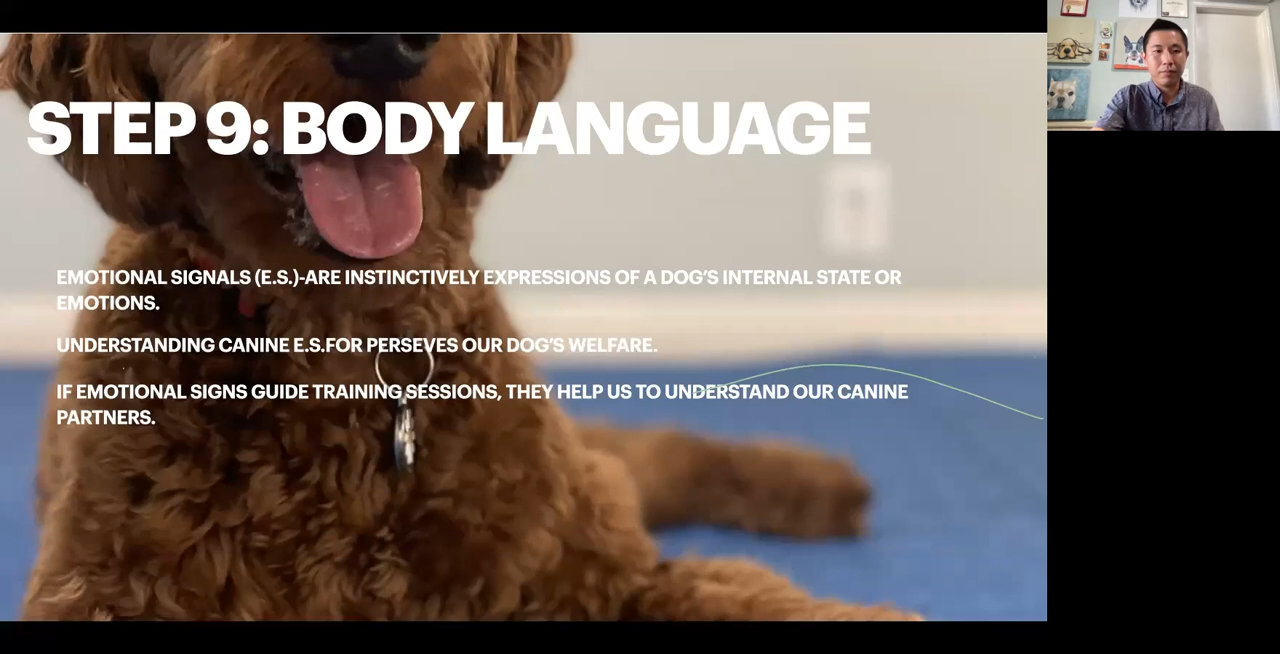 STEP 9: BODY LANGUAGE
EMOTIONAL SIGNALS (E.S.)-ARE INSTINCTIVELY EXPRESSIONS OF A DOG'S INTERNAL STATE OR
EMOTIONS.
UNDERSTANDING CANINE E.S.FOR PERSEVES OUR DOG'S WELFARE.
IF EMOTIONAL SIGNS GUIDE TRAINING SESSIONS, THEY HELP US TO UNDERSTAND OUR CANINE
PARTNERS.